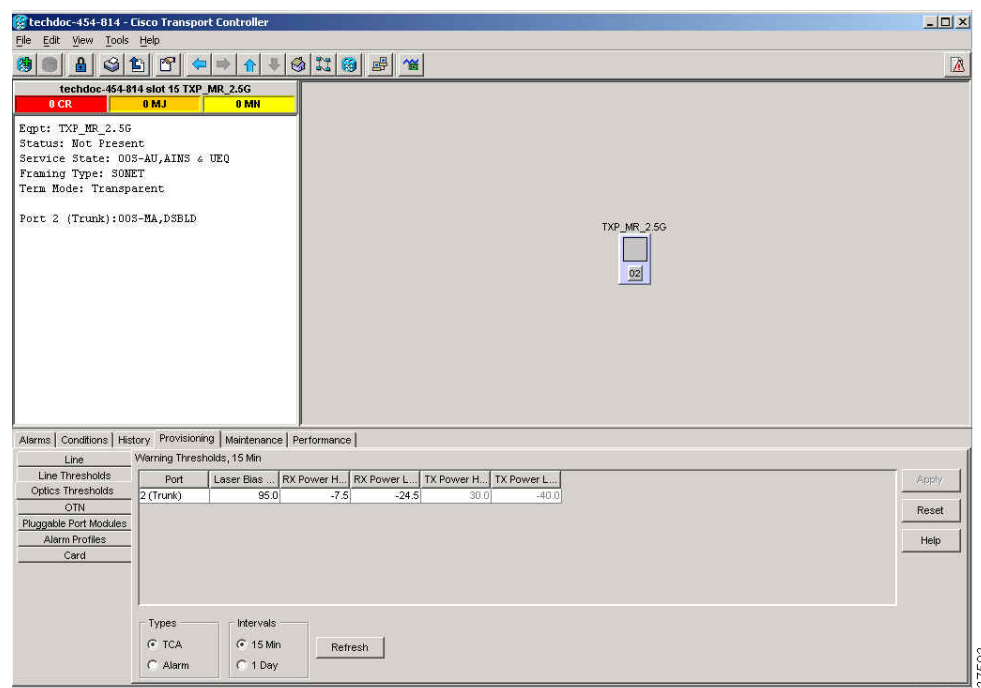 techdoc-454-814 - Cisco Transport Controller
File Edit View Tools Help
techdoc-454-814 slot 15 TXP_MR_2.5G
0 CR 0 MJ 0 MN
Eqpt: TXP_MR_2.5G
Status: Not Present
Service State: OOS-AU,AINS & UEQ
Framing Type: SONET
Term Mode: Transparent
Port 2 (Trunk):OOS-MA,DSBLD
TXP_MR_2.5G
02
Alarms Conditions History Provisioning Maintenance Performance
Line
Line Thresholds
Optics Thresholds
OTN
Pluggable Port Modules
Alarm Profiles
Card
Warning Thresholds, 15 Min
Port Laser Bias ... RX Power H... RX Power L... TX Power H... TX Power L...
2 (Trunk) 95.0 -7.5 -24.5 30.0 -40.0
Apply
Reset
Help
Types
TCA
Alarm
Intervals
15 Min
1 Day
Refresh